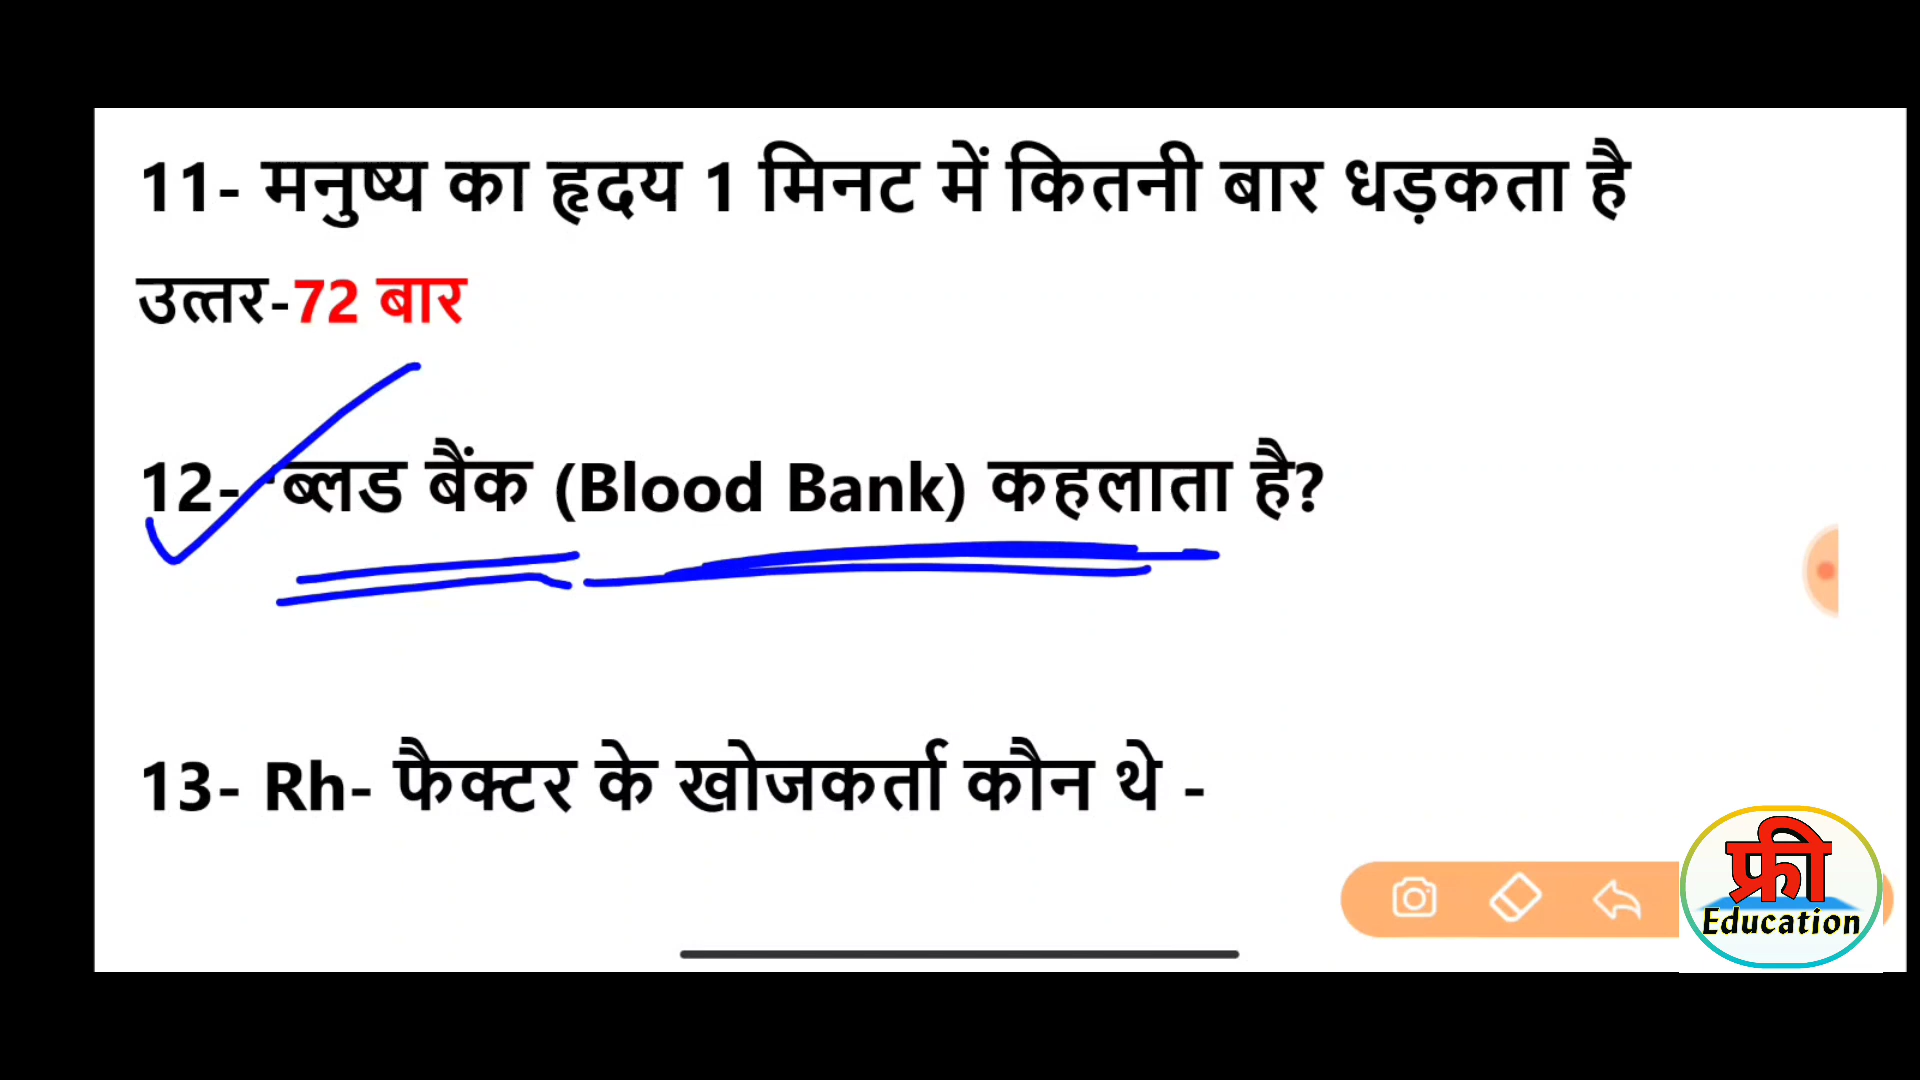 11- मनुष्य का हृदय 1 मिनट में कितनी बार धड़कता है
उत्तर-72 बार
12- ब्लड बैंक (Blood Bank) कहलाता है?
13- Rh- फैक्टर के खोजकर्ता कौन थे -
फ्री
Education